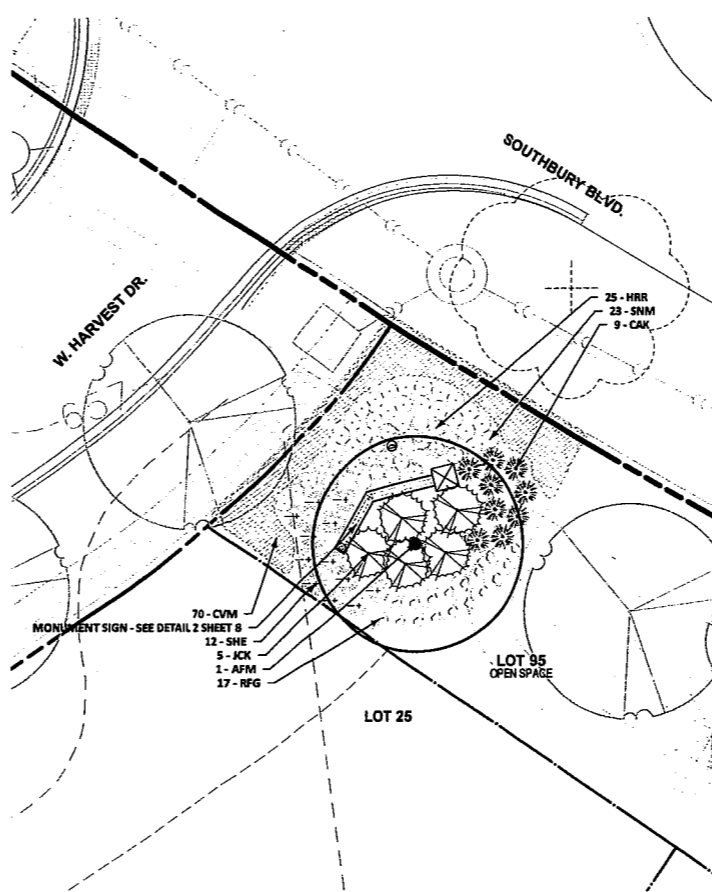 SOUTHBURY BLVD.
W. HARVEST DR.
25 - HRR
23 - SNM
9 - CAK
70 - CVM
MONUMENT SIGN - SEE DETAIL 2 SHEET 8
12 - SHE
5 - JCK
1 - AFM
17 - RFG
LOT 95
OPEN SPACE
LOT 25